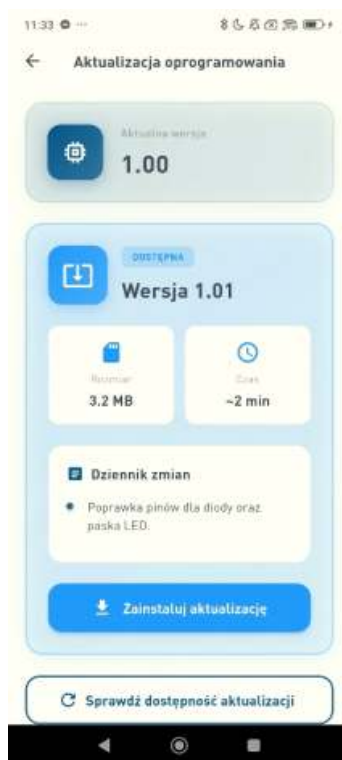 11:33
Aktualizacja oprogramowania
Aktualna wersja
1.00
DOSTĘPNA
Wersja 1.01
Rozmiar
Czas
3.2 MB
~2 min
Dziennik zmian
Poprawka pinów dla diody oraz
paska LED.
Zainstaluj aktualizację
Sprawdź dostępność aktualizacji